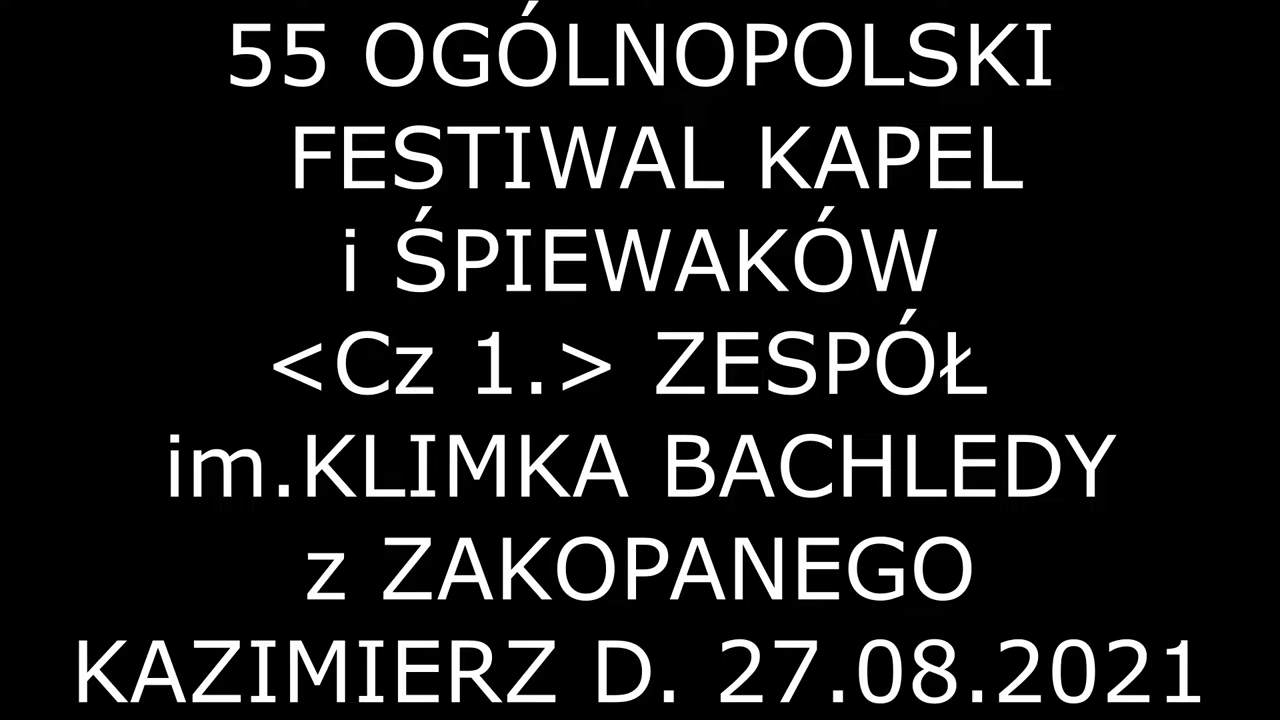 55 OGÓLNOPOLSKI
FESTIWAL KAPEL
i ŚPIEWAKÓW
<Cz 1.> ZESPÓŁ
im.KLIMKA BACHLEDY
z ZAKOPANEGO
KAZIMIERZ D. 27.08.2021